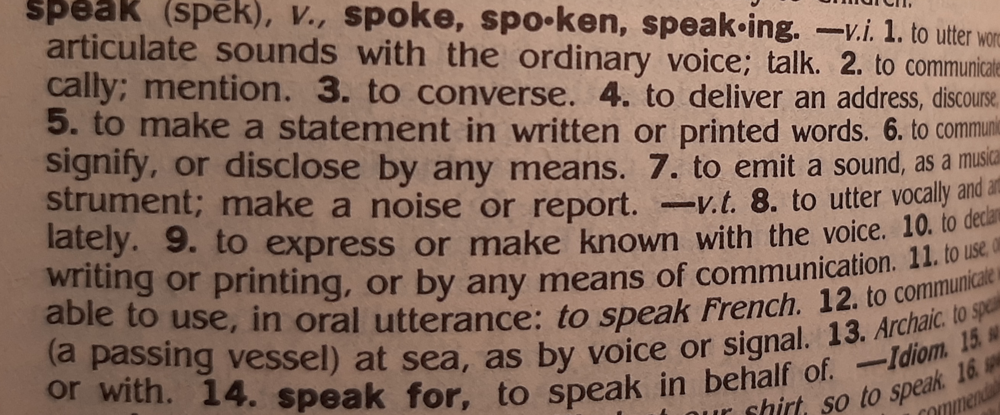 children.
speak (spēk), v., spoke, spo•ken, speak•ing. —v.i. 1. to utter
articulate sounds with the ordinary voice; talk. 2. to communicate
cally; mention. 3. to converse. 4. to deliver an address, discourse,
5. to make a statement in written or printed words. 6. to
signify, or disclose by any means. 7. to emit a sound, as a
strument; make a noise or report. —v.t. 8. to utter vocally and
lately. 9. to express or make known with the voice. 10. to
writing or printing, or by any means of communication. 11. to use,
able to use, in oral utterance: to speak French. 12. to communicate
(a passing vessel) at sea, as by voice or signal. 13. Archaic. to
or with. 14. speak for, to speak in behalf of. —Idiom. 15.
shirt, so to speak. 16.